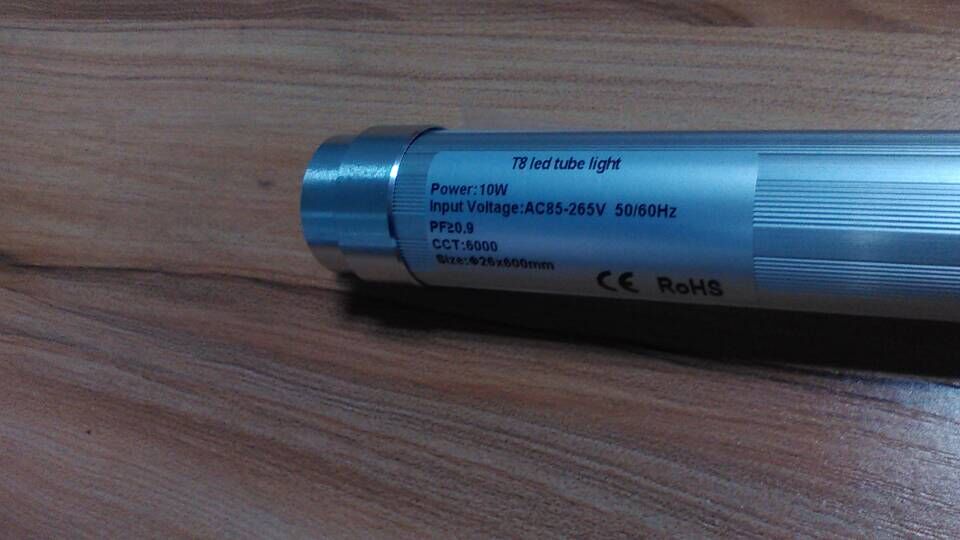 T8 led tube light
Power:10W
Input Voltage:AC85-265V 50/60Hz
PF≥0.9
CCT:6000
Size:Φ26x600mm
CE RoHS